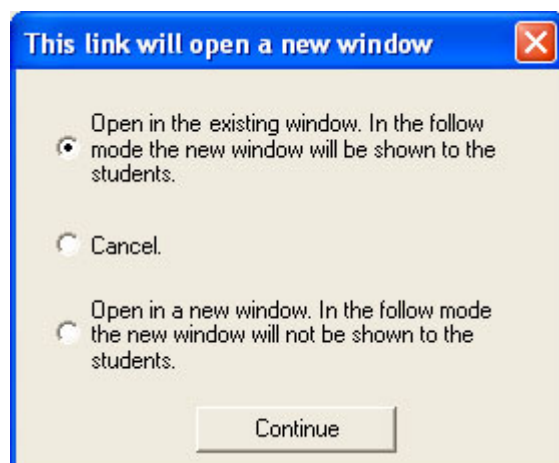 This link will open a new window
Open in the existing window. In the follow
mode the new window will be shown to the
students.
Cancel.
Open in a new window. In the follow mode
the new window will not be shown to the
students.
Continue